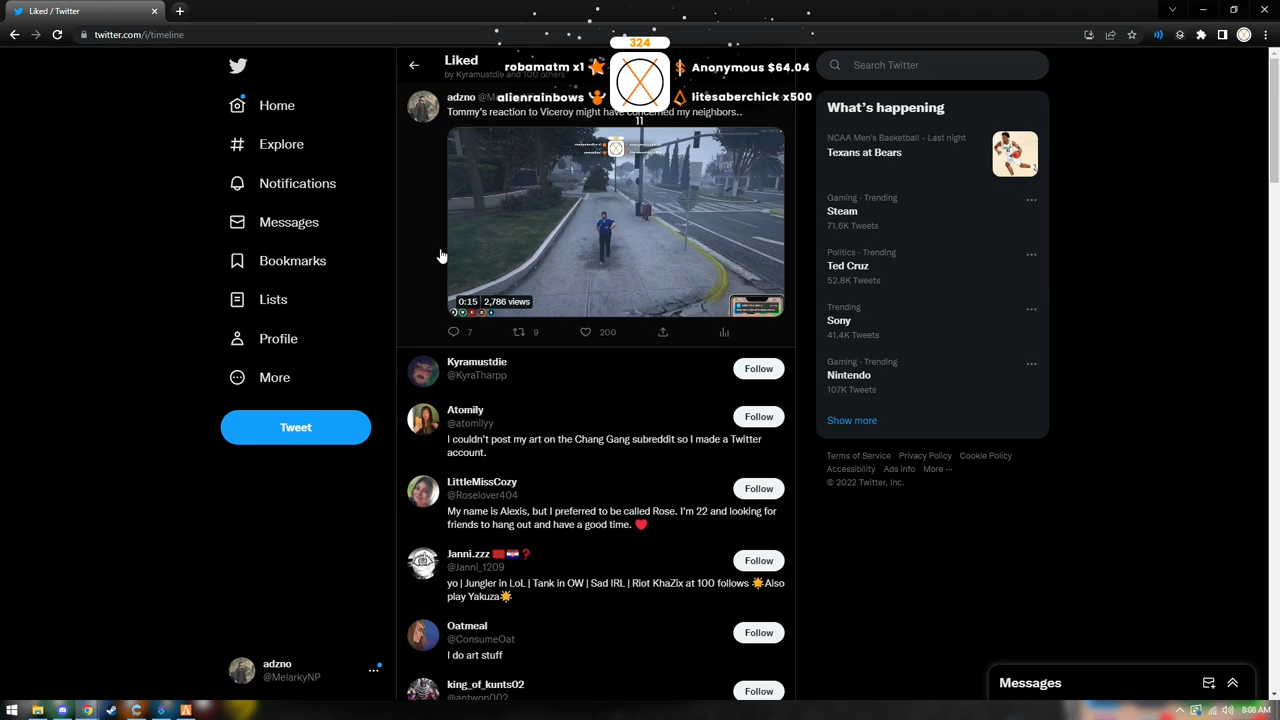 Liked / Twitter
twitter.com/i/timeline
324
robamatm x1
Anonymous $64.04
alienrainbows
litesaberchick x500
11
Home
Explore
Notifications
Messages
Bookmarks
Lists
Profile
More
Tweet
adzno
@MelarkyNP
Liked
by Kyramustdie and 100 others
adzno
Tommy's reaction to Viceroy might have concerned my neighbors..
0:15 2,786 views
7 9 200
Kyramustdie
@KyraTharpp
Follow
Atomily
@atomilyy
Follow
I couldn't post my art on the Chang Gang subreddit so I made a Twitter
account.
LittleMissCozy
@Roselover404
Follow
My name is Alexis, but I preferred to be called Rose. I'm 22 and looking for
friends to hang out and have a good time. ❤️
Janni.zzz 🇲🇦🇭🇷❓
@Janni_1209
Follow
yo | Jungler in LoL | Tank in OW | Sad IRL | Riot KhaZix at 100 follows 🌟Also
play Yakuza🌟
Oatmeal
@ConsumeOat
Follow
I do art stuff
king_of_kunts02
@antwon002
Follow
Search Twitter
What's happening
NCAA Men's Basketball · Last night
Texans at Bears
Gaming · Trending
Steam
71.6K Tweets
Politics · Trending
Ted Cruz
52.8K Tweets
Trending
Sony
41.4K Tweets
Gaming · Trending
Nintendo
107K Tweets
Show more
Terms of Service Privacy Policy Cookie Policy
Accessibility Ads info More ···
© 2022 Twitter, Inc.
Messages
8:08 AM